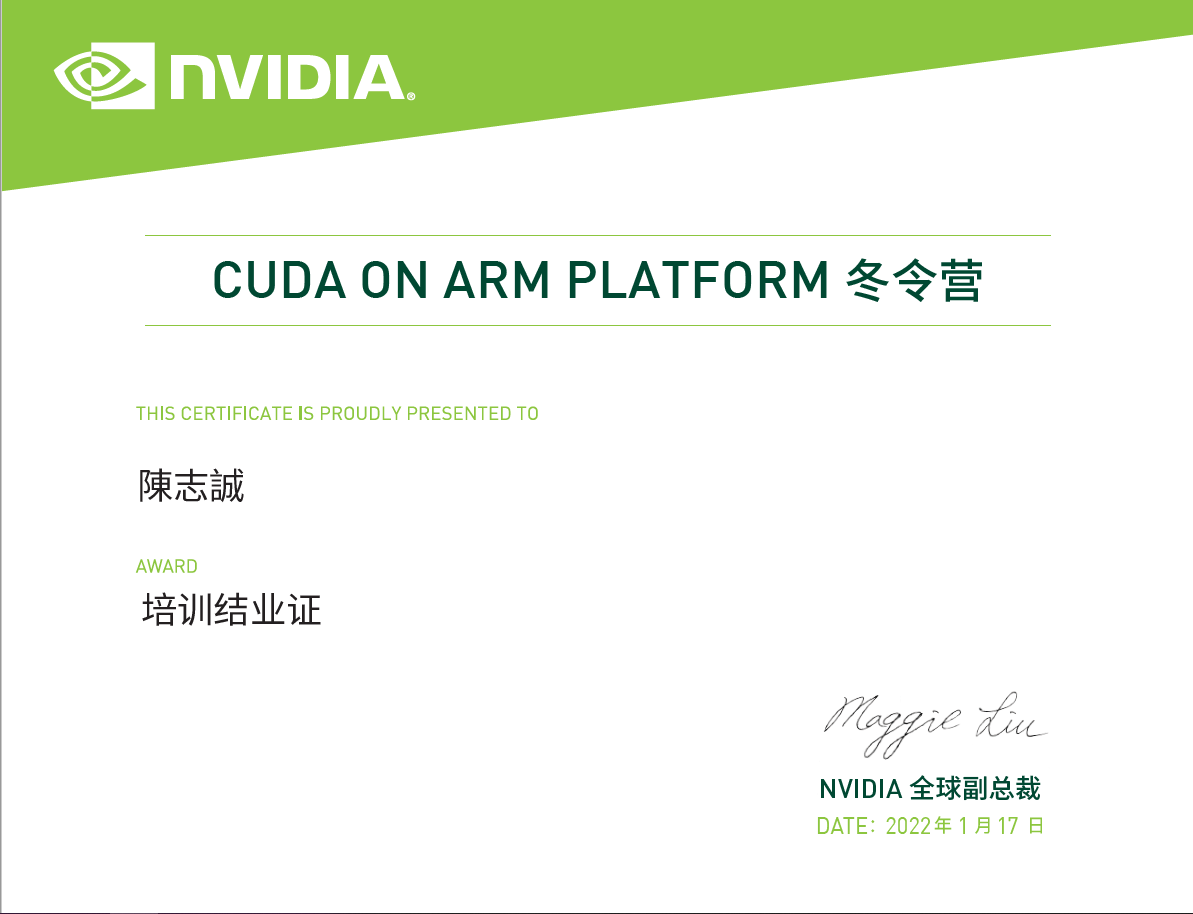 NVIDIA®
CUDA ON ARM PLATFORM 冬令营
THIS CERTIFICATE IS PROUDLY PRESENTED TO
陳志誠
AWARD
培训结业证
Maggie Liu
NVIDIA 全球副总裁
DATE: 2022年 1 月 17 日